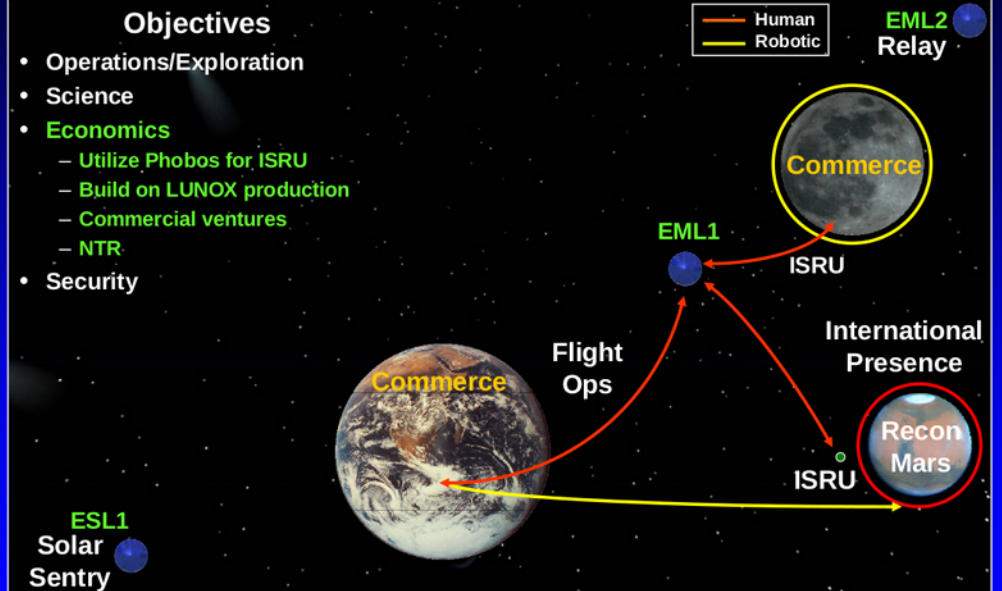 Objectives
• Operations/Exploration
• Science
• Economics
– Utilize Phobos for ISRU
– Build on LUNOX production
– Commercial ventures
– NTR
• Security
Human
Robotic
EML2
Relay
Commerce
EML1
ISRU
International
Presence
Flight
Ops
Commerce
Recon
Mars
ISRU
ESL1
Solar
Sentry